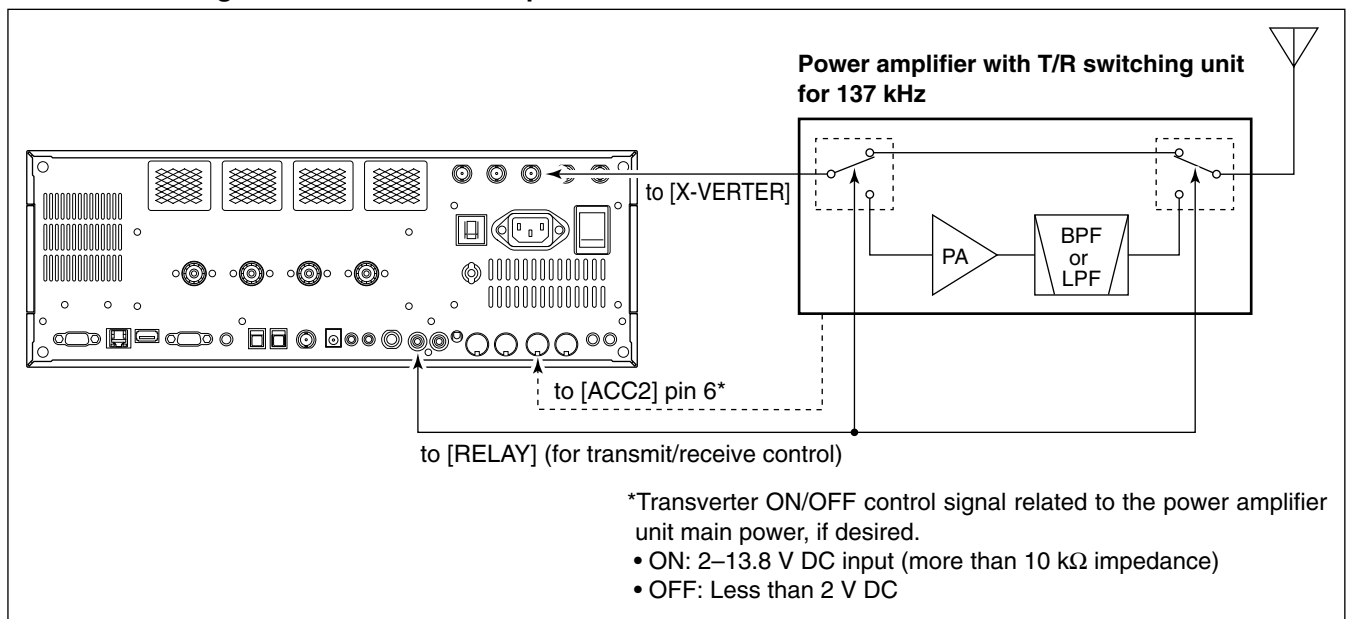 Power amplifier with T/R switching unit
for 137 kHz
to [X-VERTER]
PA
BPF
or
LPF
to [ACC2] pin 6*
to [RELAY] (for transmit/receive control)
*Transverter ON/OFF control signal related to the power amplifier
unit main power, if desired.
• ON: 2–13.8 V DC input (more than 10 kΩ impedance)
• OFF: Less than 2 V DC